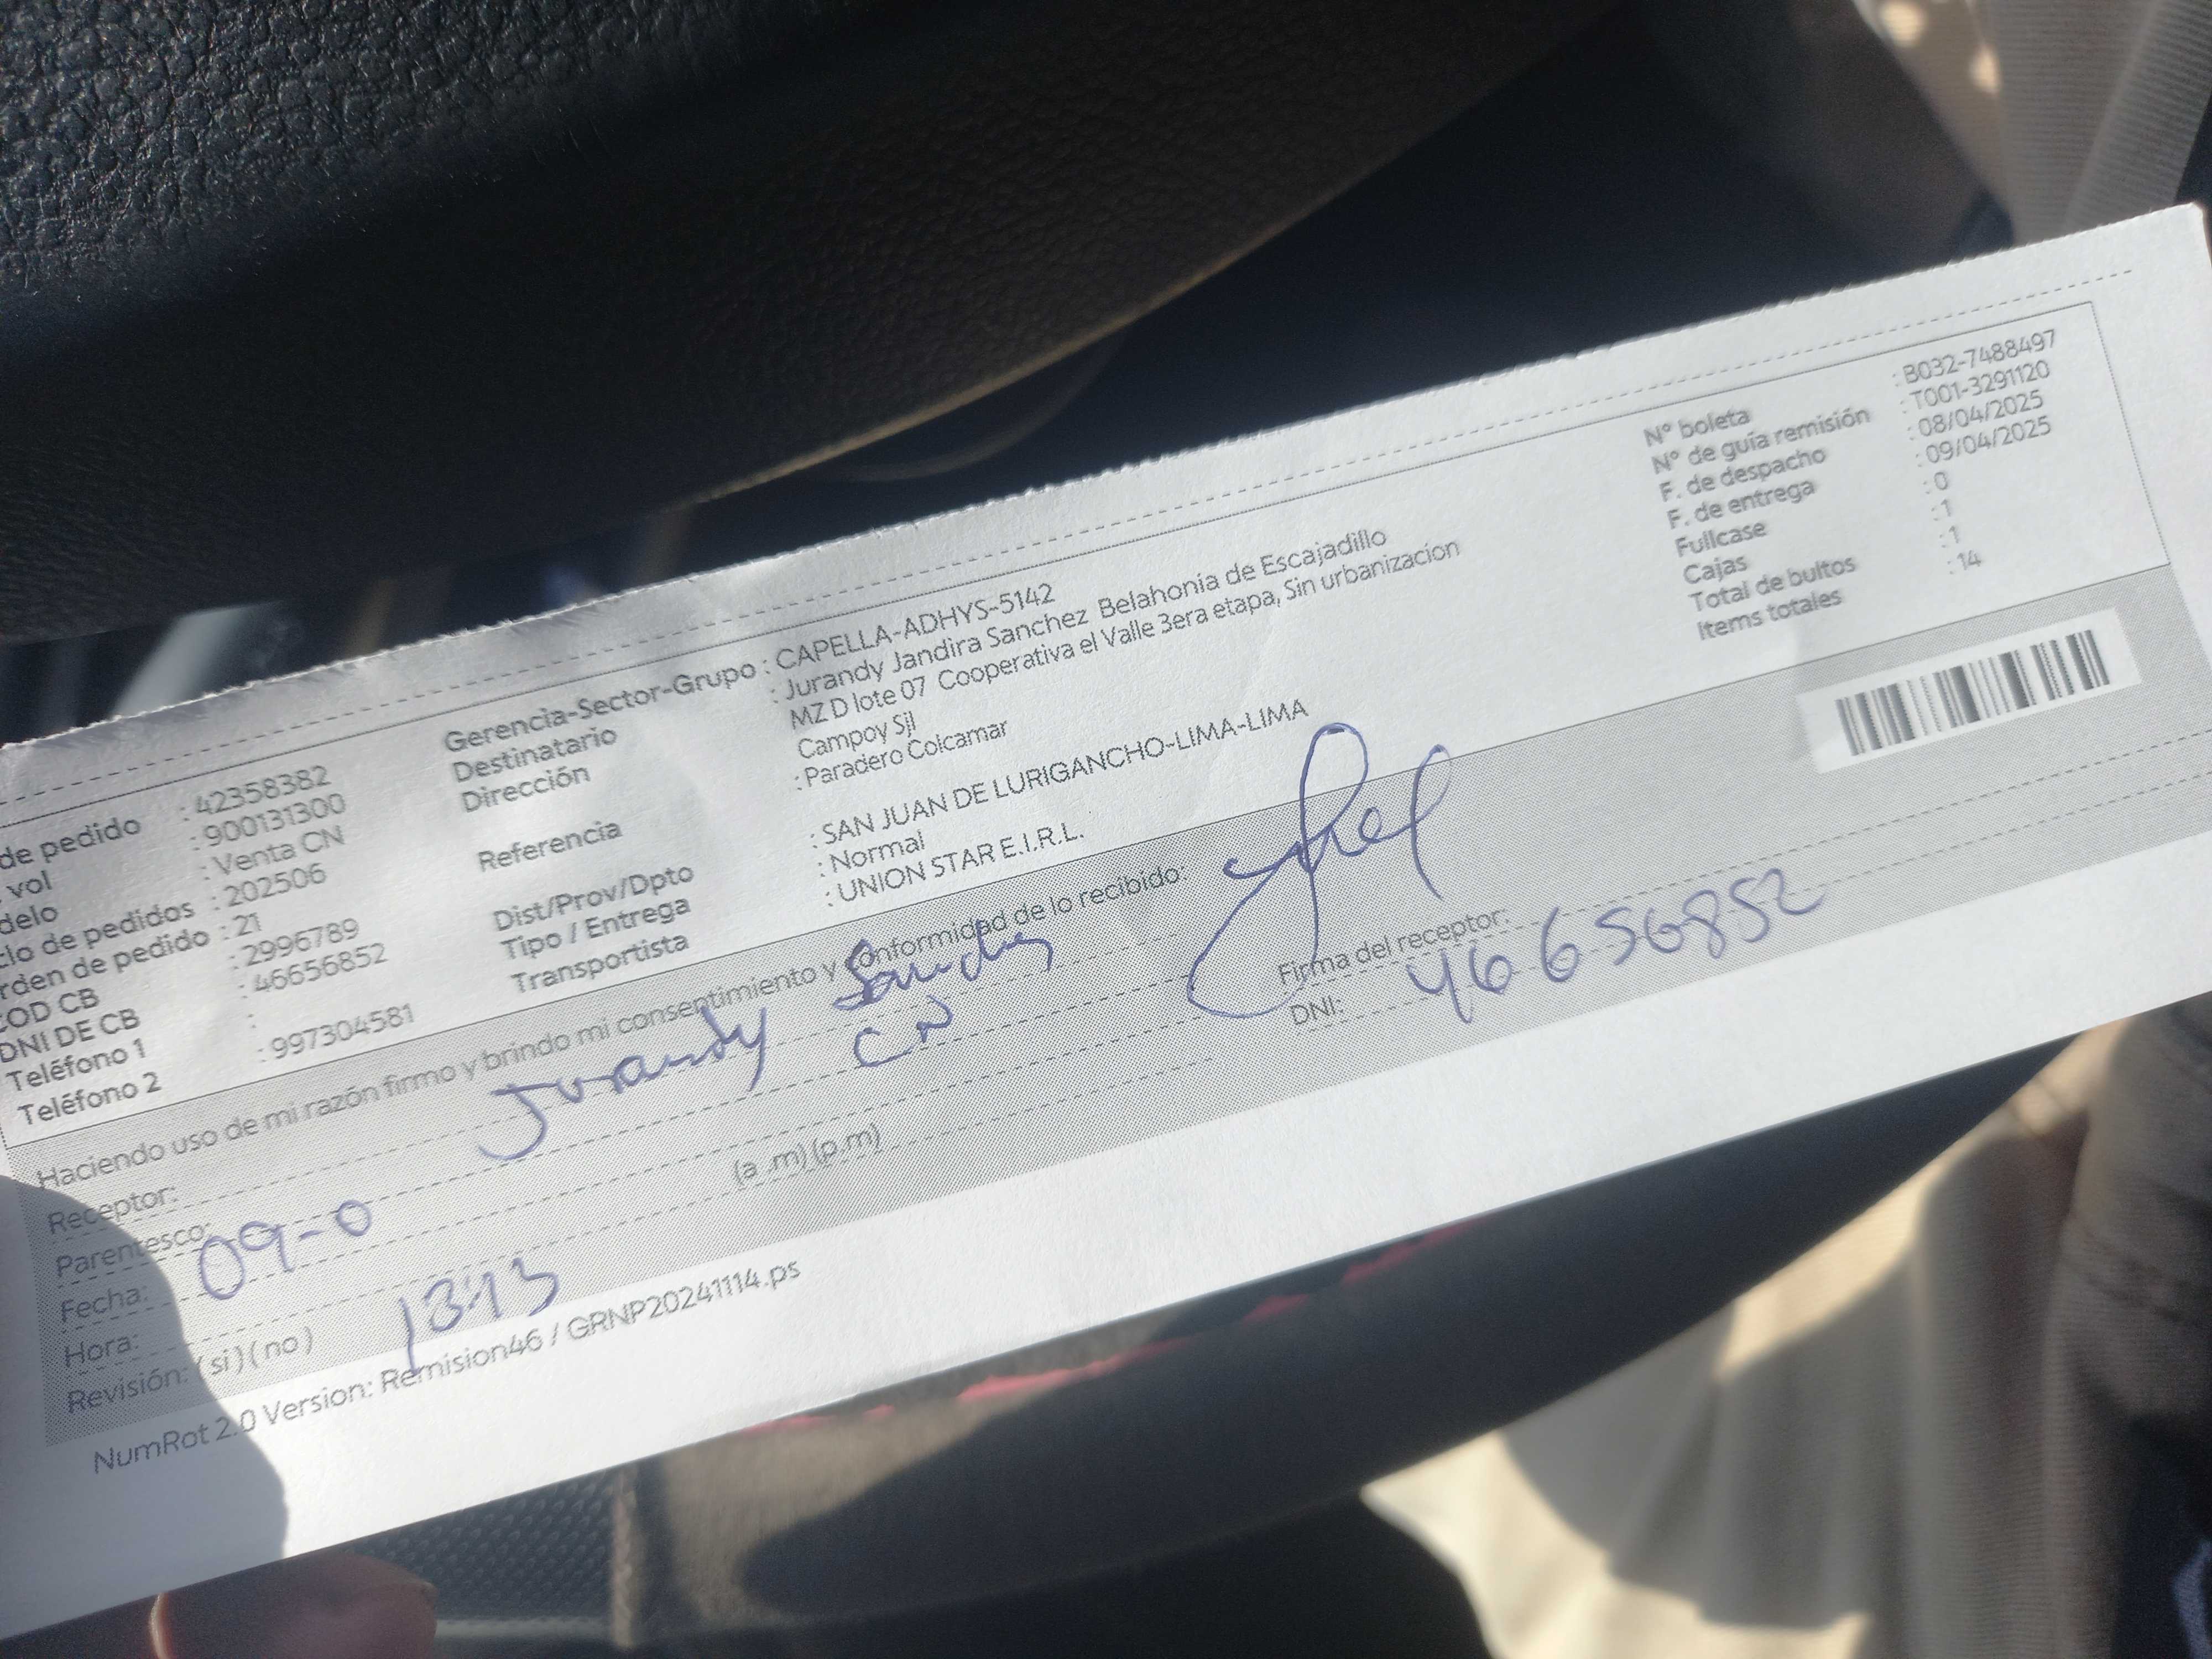 de pedido : 42358382
vol : 900131300
delo : Venta CN
clo de pedidos : 202506
rden de pedido : 21
COD CB : 2996789
DNI DE CB : 46656852
Teléfono 1 :
Teléfono 2 : 997304581
Gerencia-Sector-Grupo : CAPELLA-ADHYS-5142
Destinatario : Jurandy Jandira Sanchez Belahonia de Escajadillo
Dirección MZ D lote 07 Cooperativa el Valle 3era etapa, Sin urbanizacion
Campoy Sjl
Referencia : Paradero Colcamar
Dist/Prov/Dpto : SAN JUAN DE LURIGANCHO-LIMA-LIMA
Tipo / Entrega : Normal
Transportista : UNION STAR E.I.R.L.
N° boleta : B032-7488497
N° de guía remisión : T001-3291120
F. de despacho : 08/04/2025
F. de entrega : 09/04/2025
Fullcase : 0
Cajas : 1
Total de bultos : 1
Items totales : 14
Haciendo uso de mi razón firmo y brindo mi consentimiento y conformidad de lo recibido:
Receptor: Jurandy Sanchez
Parentesco: CN
Fecha: 09-0
Hora: 1313 (a .m) (p.m)
Revisión: ( si ) ( no )
Firma del receptor:
DNI: 46656852
NumRot 2.0 Version: Remision46 / GRNP20241114.ps